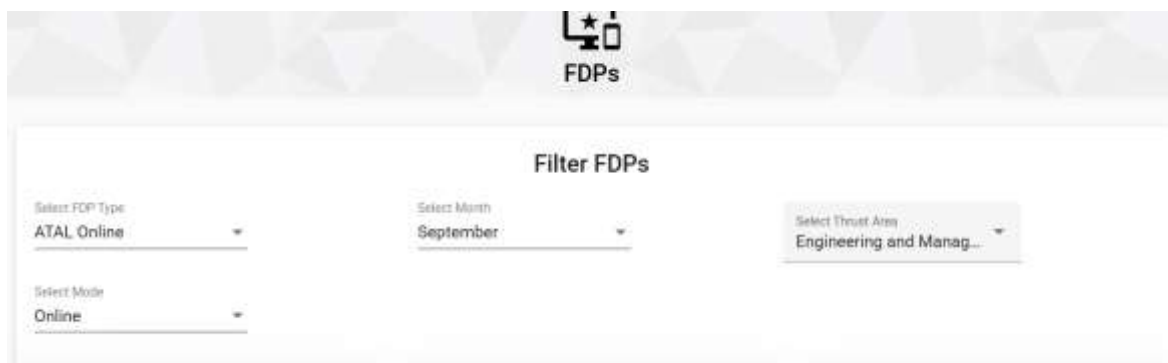 FDPs
Filter FDPs
Select FDP Type
ATAL Online
Select Month
September
Select Thrust Area
Engineering and Manag...
Select Mode
Online